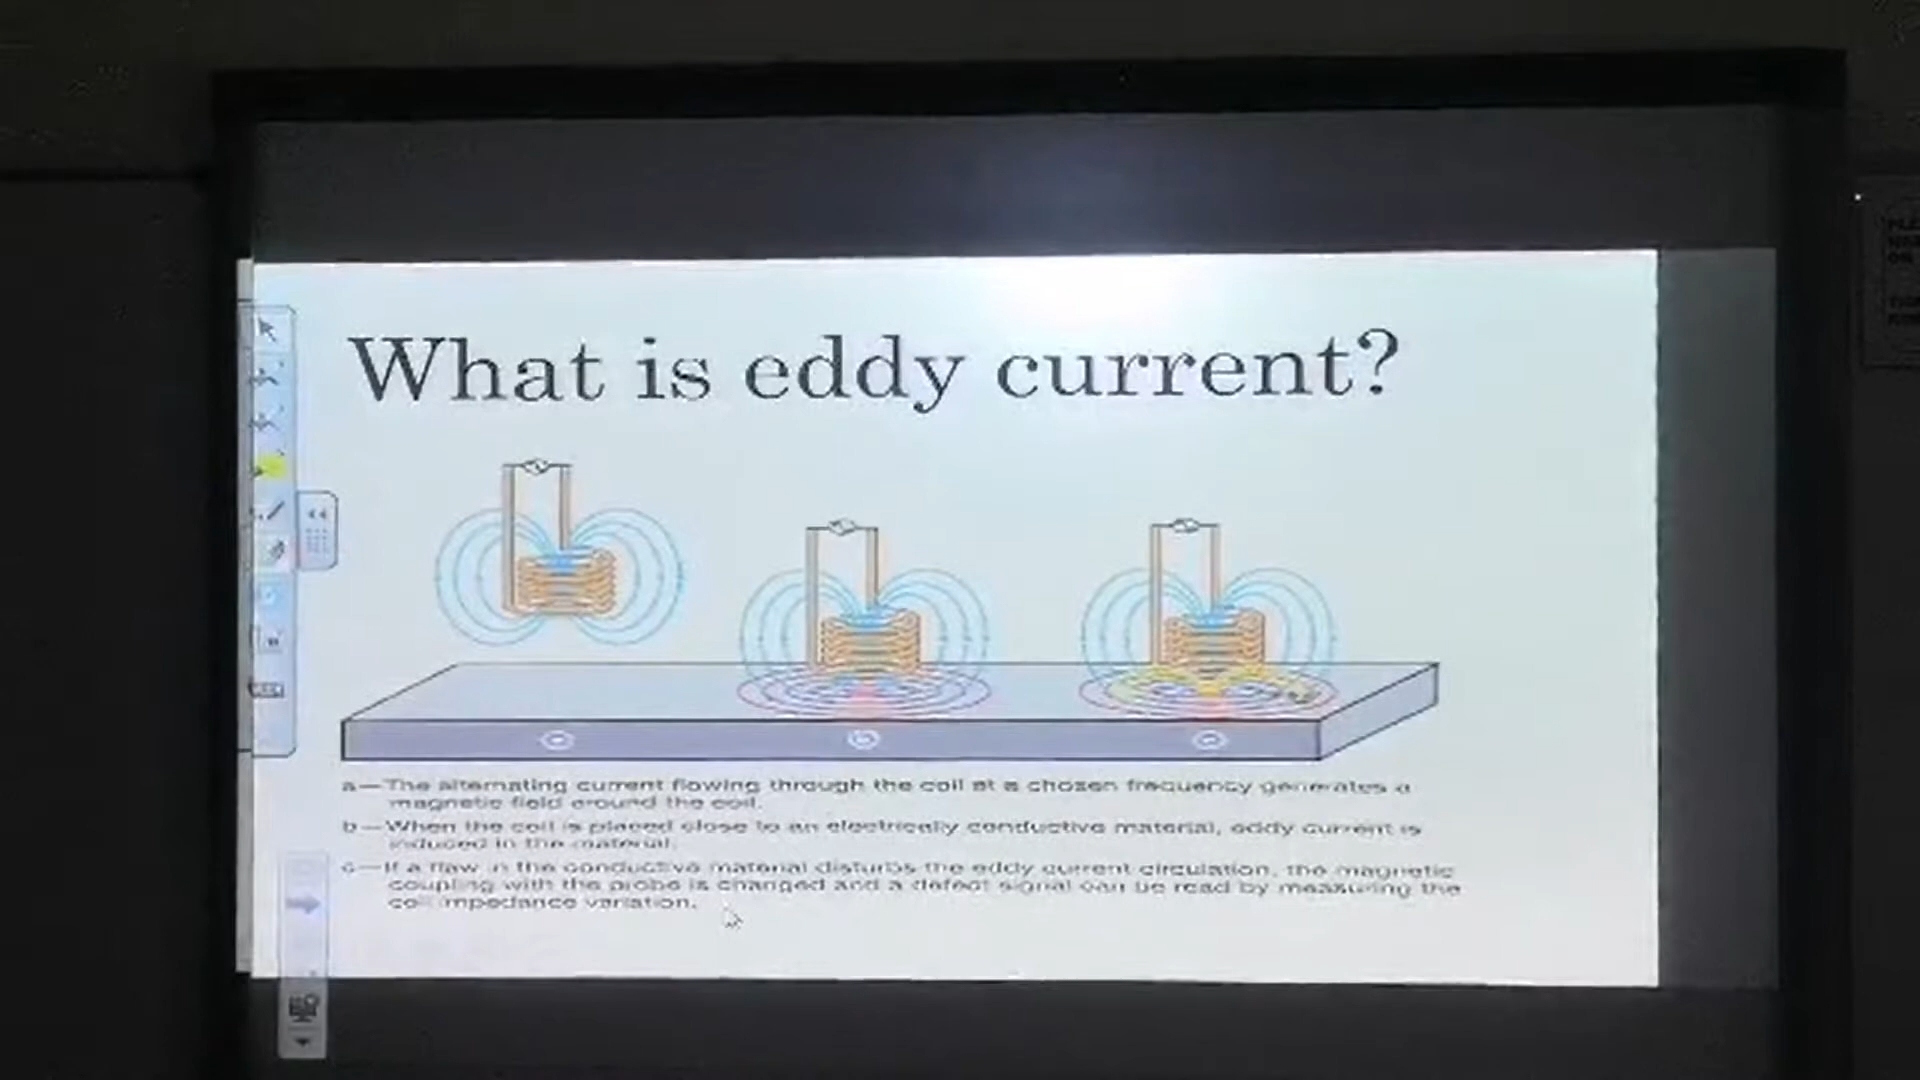 What is eddy current?
a—The alternating current flowing through the coil at a chosen frequency generates a
magnetic field around the coil.
b—When the coil is placed close to an electrically conductive material, eddy current is
induced in the material.
c—If a flaw in the conductive material disturbs the eddy current circulation, the magnetic
coupling with the probe is changed and a defect signal can be read by measuring the
coil impedance variation.